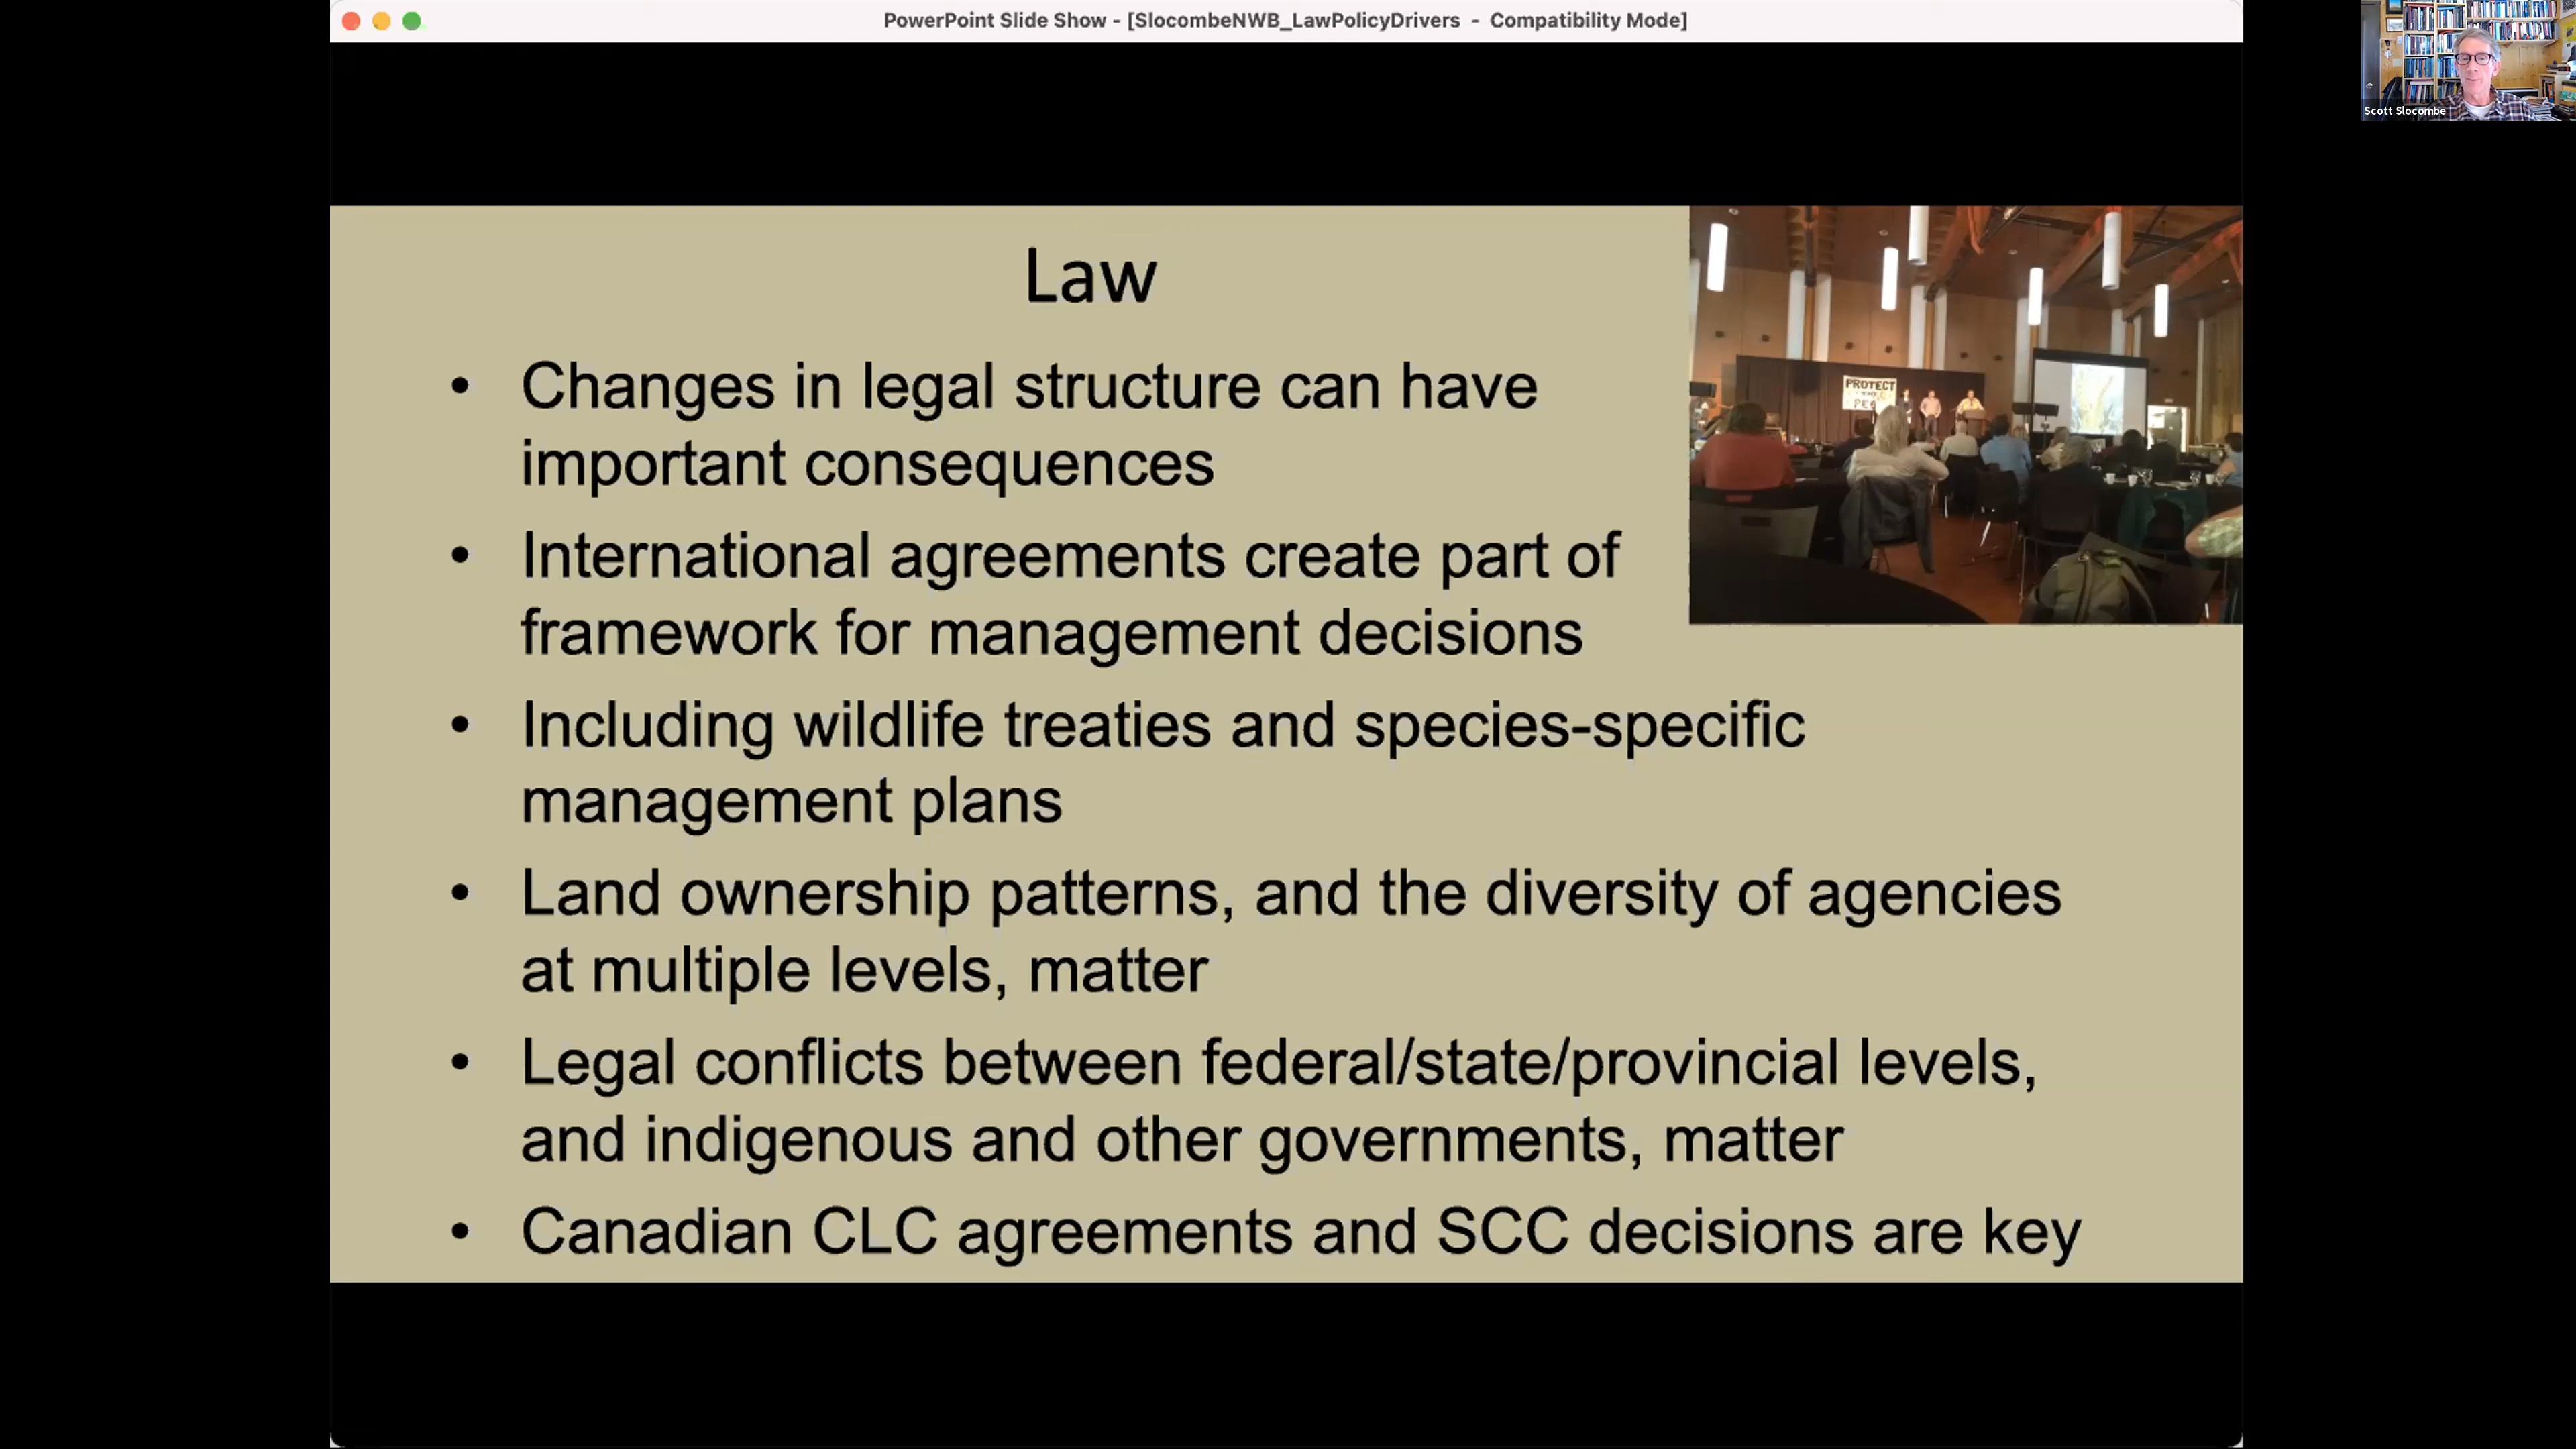 PowerPoint Slide Show - [SlocombeNWB_LawPolicyDrivers - Compatibility Mode]
Scott Slocombe
Law
PROTECT
THE
• Changes in legal structure can have
important consequences
• International agreements create part of
framework for management decisions
• Including wildlife treaties and species-specific
management plans
• Land ownership patterns, and the diversity of agencies
at multiple levels, matter
• Legal conflicts between federal/state/provincial levels,
and indigenous and other governments, matter
• Canadian CLC agreements and SCC decisions are key